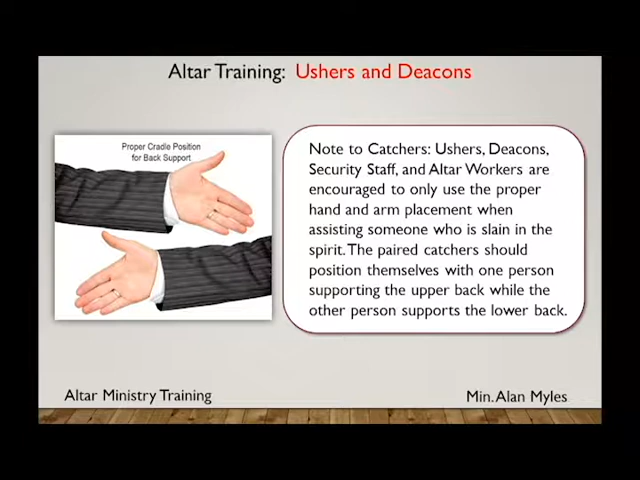 Altar Training: Ushers and Deacons
Proper Cradle Position
for Back Support
Note to Catchers: Ushers, Deacons,
Security Staff, and Altar Workers are
encouraged to only use the proper
hand and arm placement when
assisting someone who is slain in the
spirit. The paired catchers should
position themselves with one person
supporting the upper back while the
other person supports the lower back.
Altar Ministry Training
Min. Alan Myles